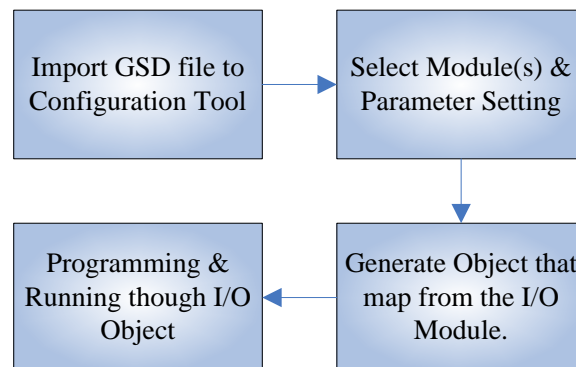 Import GSD file to
Configuration Tool
Select Module(s) &
Parameter Setting
Generate Object that
map from the I/O
Module.
Programming &
Running though I/O
Object